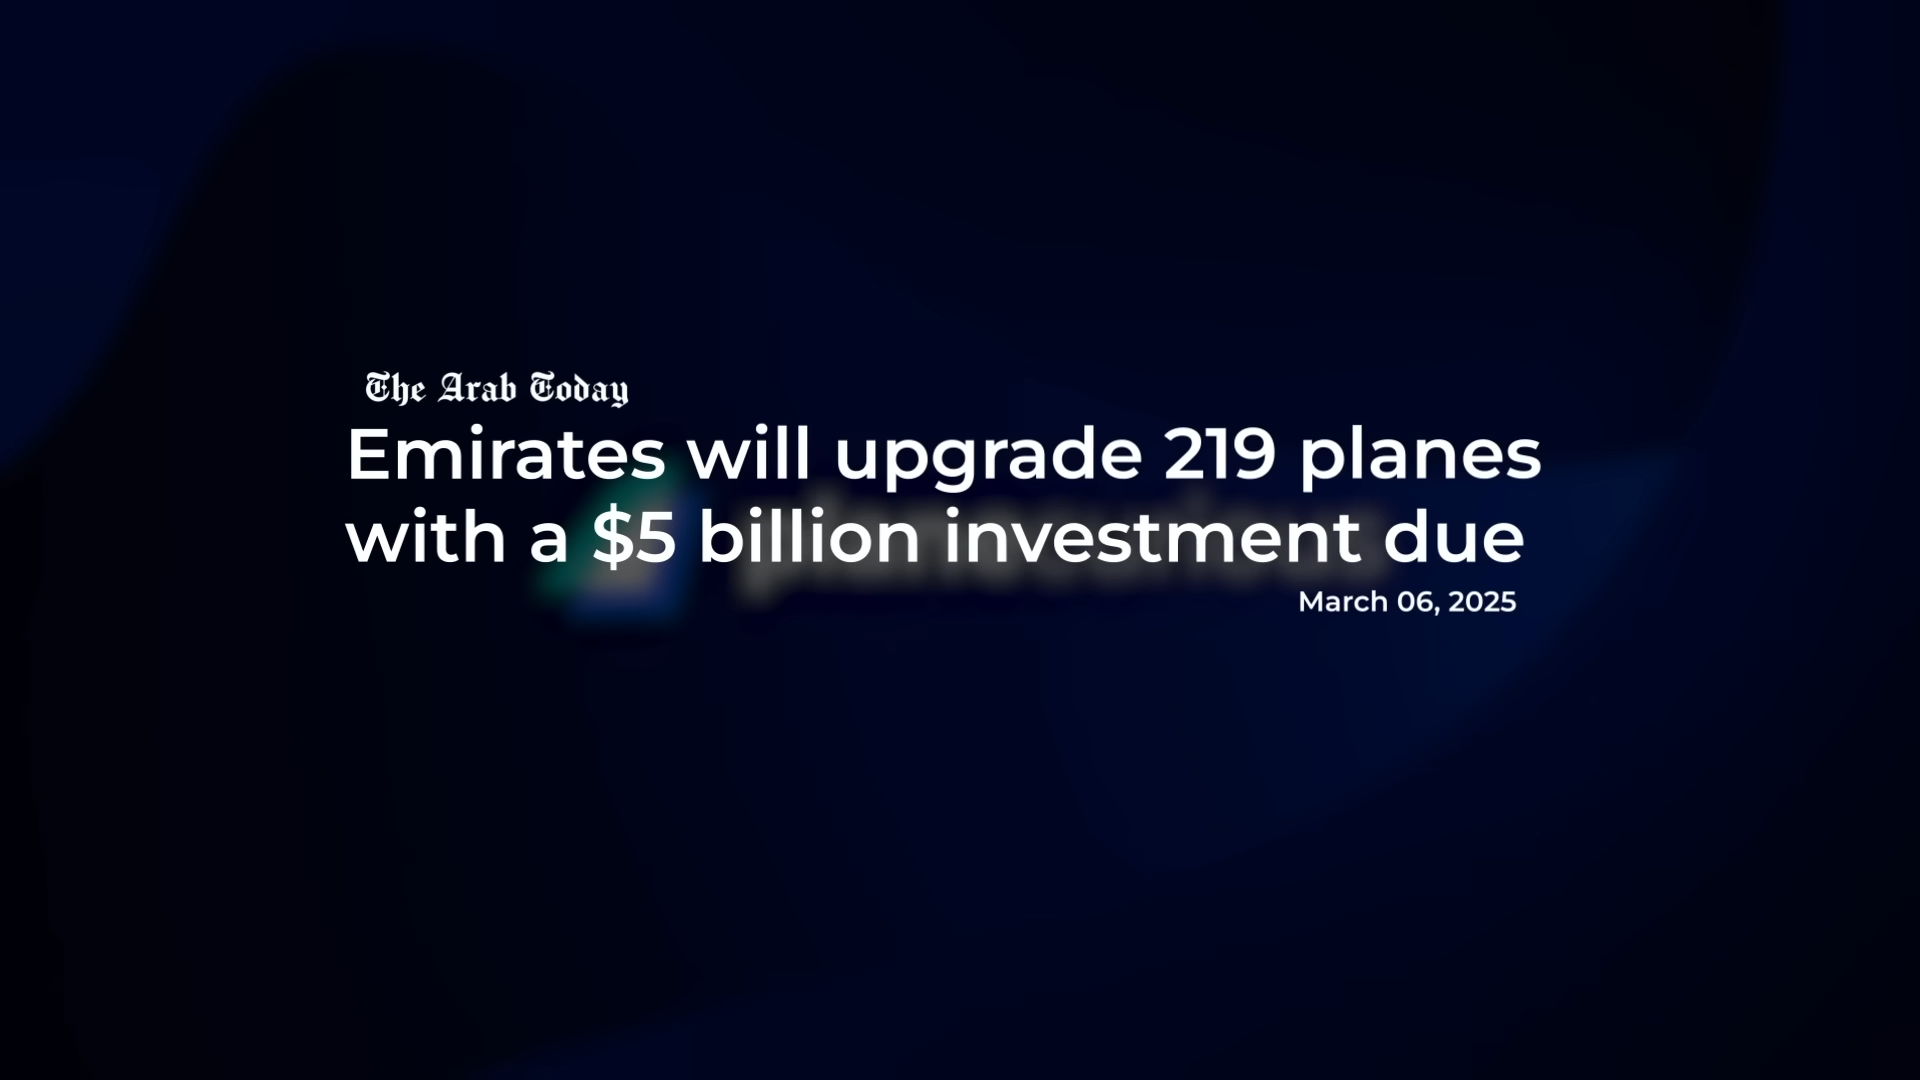 The Arab Today
Emirates will upgrade 219 planes
with a $5 billion investment due
March 06, 2025